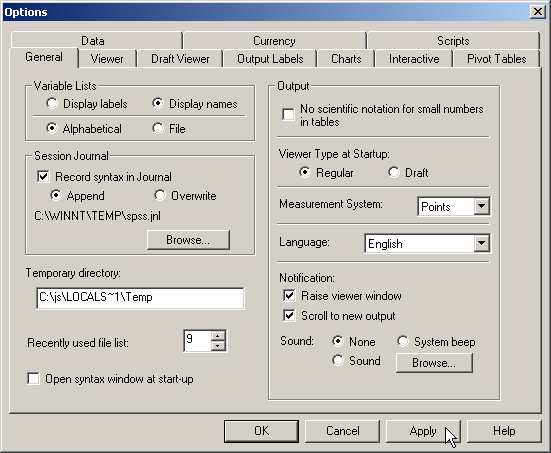 Options
Data Currency Scripts
General Viewer Draft Viewer Output Labels Charts Interactive Pivot Tables
Variable Lists
Display labels Display names
Alphabetical File
Session Journal
Record syntax in Journal
Append Overwrite
C:\WINNT\TEMP\spss.jnl
Browse...
Temporary directory:
C:\js\LOCALS~1\Temp
Recently used file list: 9
Open syntax window at start-up
Output
No scientific notation for small numbers
in tables
Viewer Type at Startup:
Regular Draft
Measurement System: Points
Language: English
Notification:
Raise viewer window
Scroll to new output
Sound: None System beep
Sound Browse...
OK Cancel Apply Help